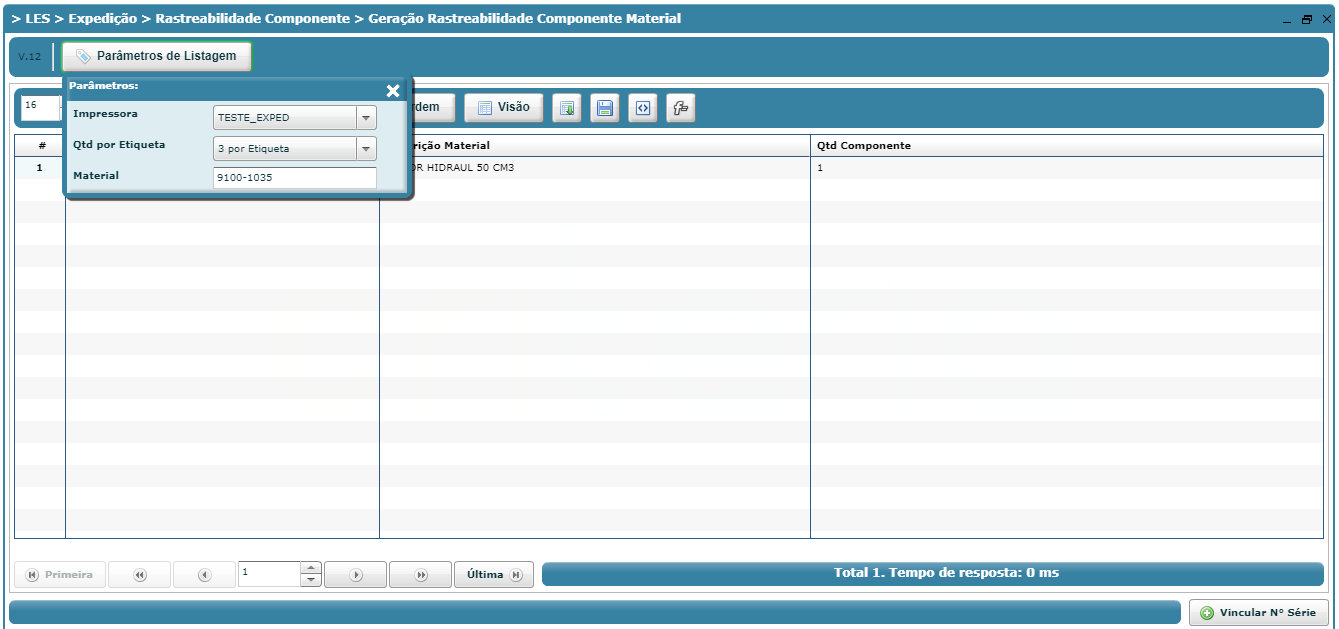 > LES > Expedição > Rastreabilidade Componente > Geração Rastreabilidade Componente Material
V.12
Parâmetros de Listagem
Parâmetros:
Impressora
TESTE_EXPED
Qtd por Etiqueta
3 por Etiqueta
Material
9100-1035
16
rdem
Visão
#
rição Material
Qtd Componente
1
OR HIDRAUL 50 CM3
1
Primeira
1
Última
Total 1. Tempo de resposta: 0 ms
Vincular Nº Série